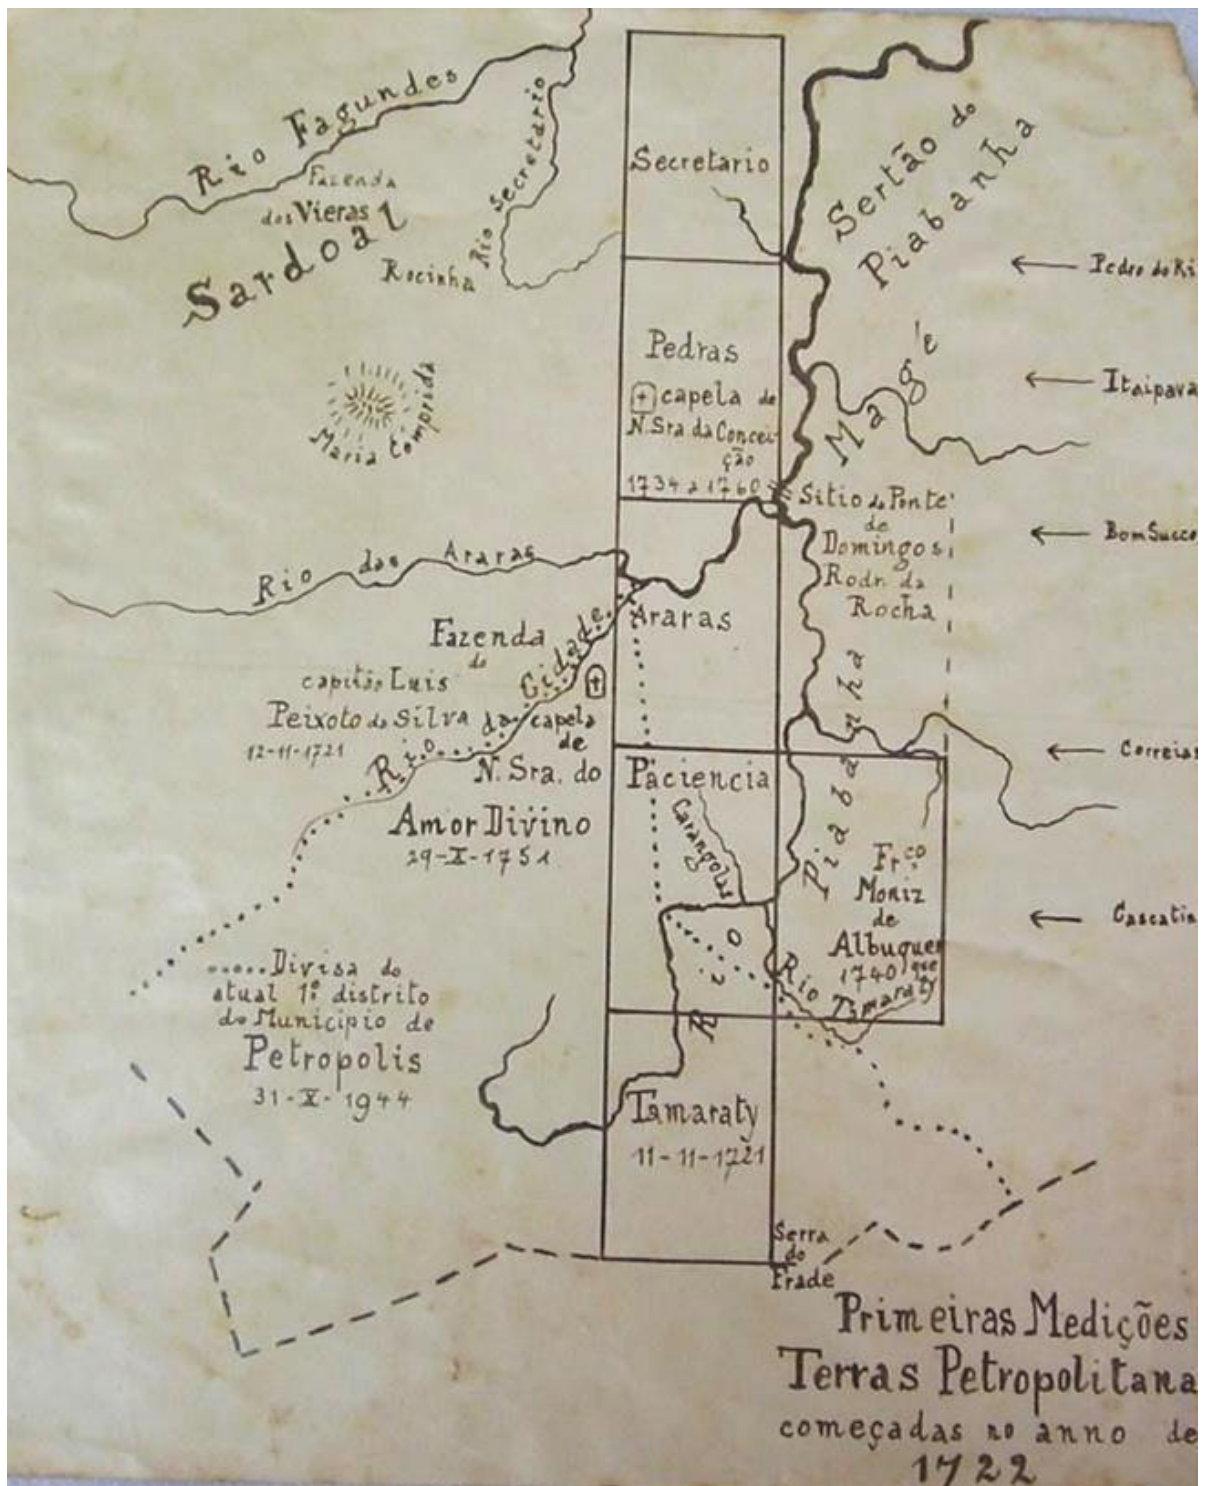 Rio Fagundes
Rio Secretario
Fazenda
dos Vieras
Sardoal
Rocinha
Secretario
Sertão do
Piabanha
Pedro do Ri
Maria Comprida
Pedras
capela de
N. Sra da Concei-
ção
1734 a 1760
Magé
Itaipava
Sitio da Ponte
de
Domingos
Rodr. da
Rocha
Bom Succe
Rio das Araras
Araras
Fazenda
do
capitão Luis
Peixoto da Silva
12-11-1721
Rio da Cidade
capela
de
N. Sra. do
Amor Divino
29-X-1751
Correias
Paciencia
Carangolas
Rio Piabanha
Frco
Moniz
de
Albuquer
que
1740
Cascatin
Rio Tamaraty
Divisa do
atual 1º distrito
do Municipio de
Petropolis
31-X-1944
Tamaraty
11-11-1721
Serra
do
Frade
Primeiras Medições
Terras Petropolitana
começadas no anno de
1722